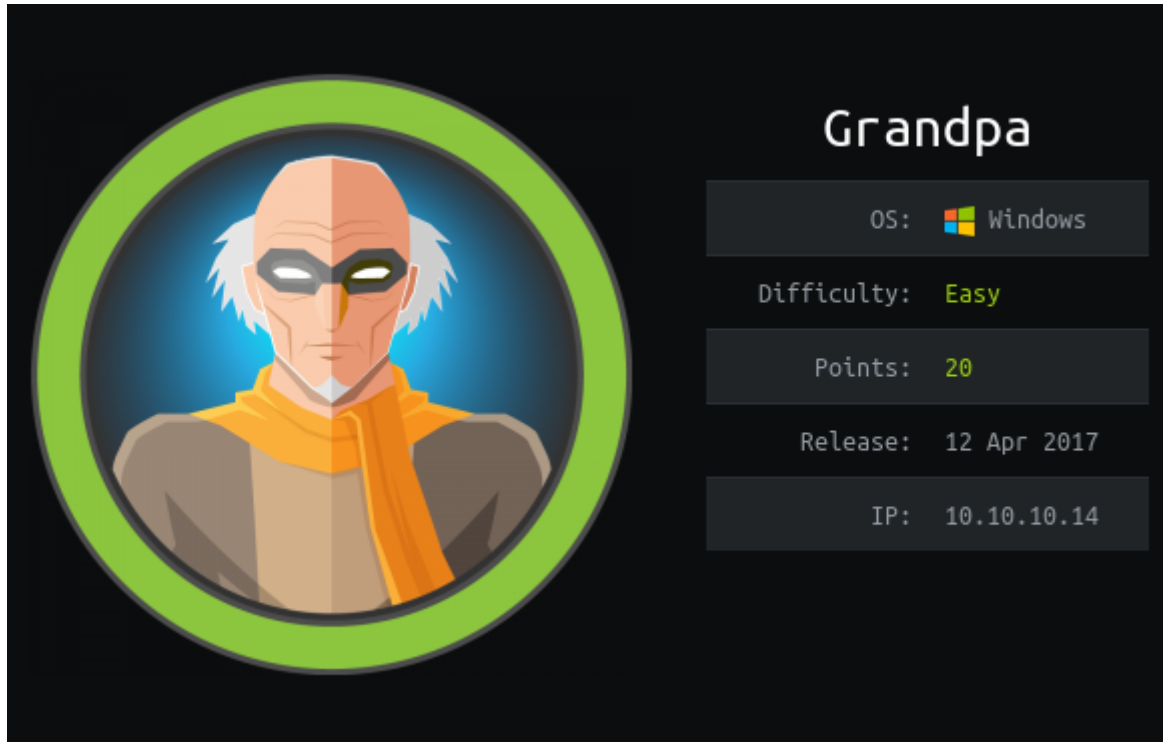 Grandpa
OS: Windows
Difficulty: Easy
Points: 20
Release: 12 Apr 2017
IP: 10.10.10.14